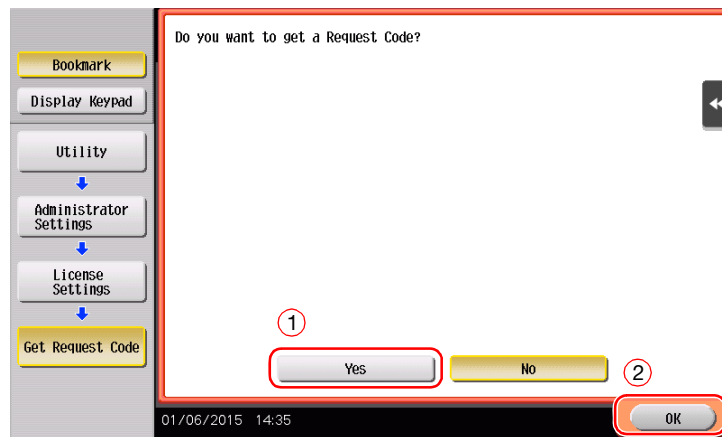 Do you want to get a Request Code?
Bookmark
Display Keypad
Utility
Administrator
Settings
License
Settings
Get Request Code
1
Yes
No
2
01/06/2015 14:35
OK